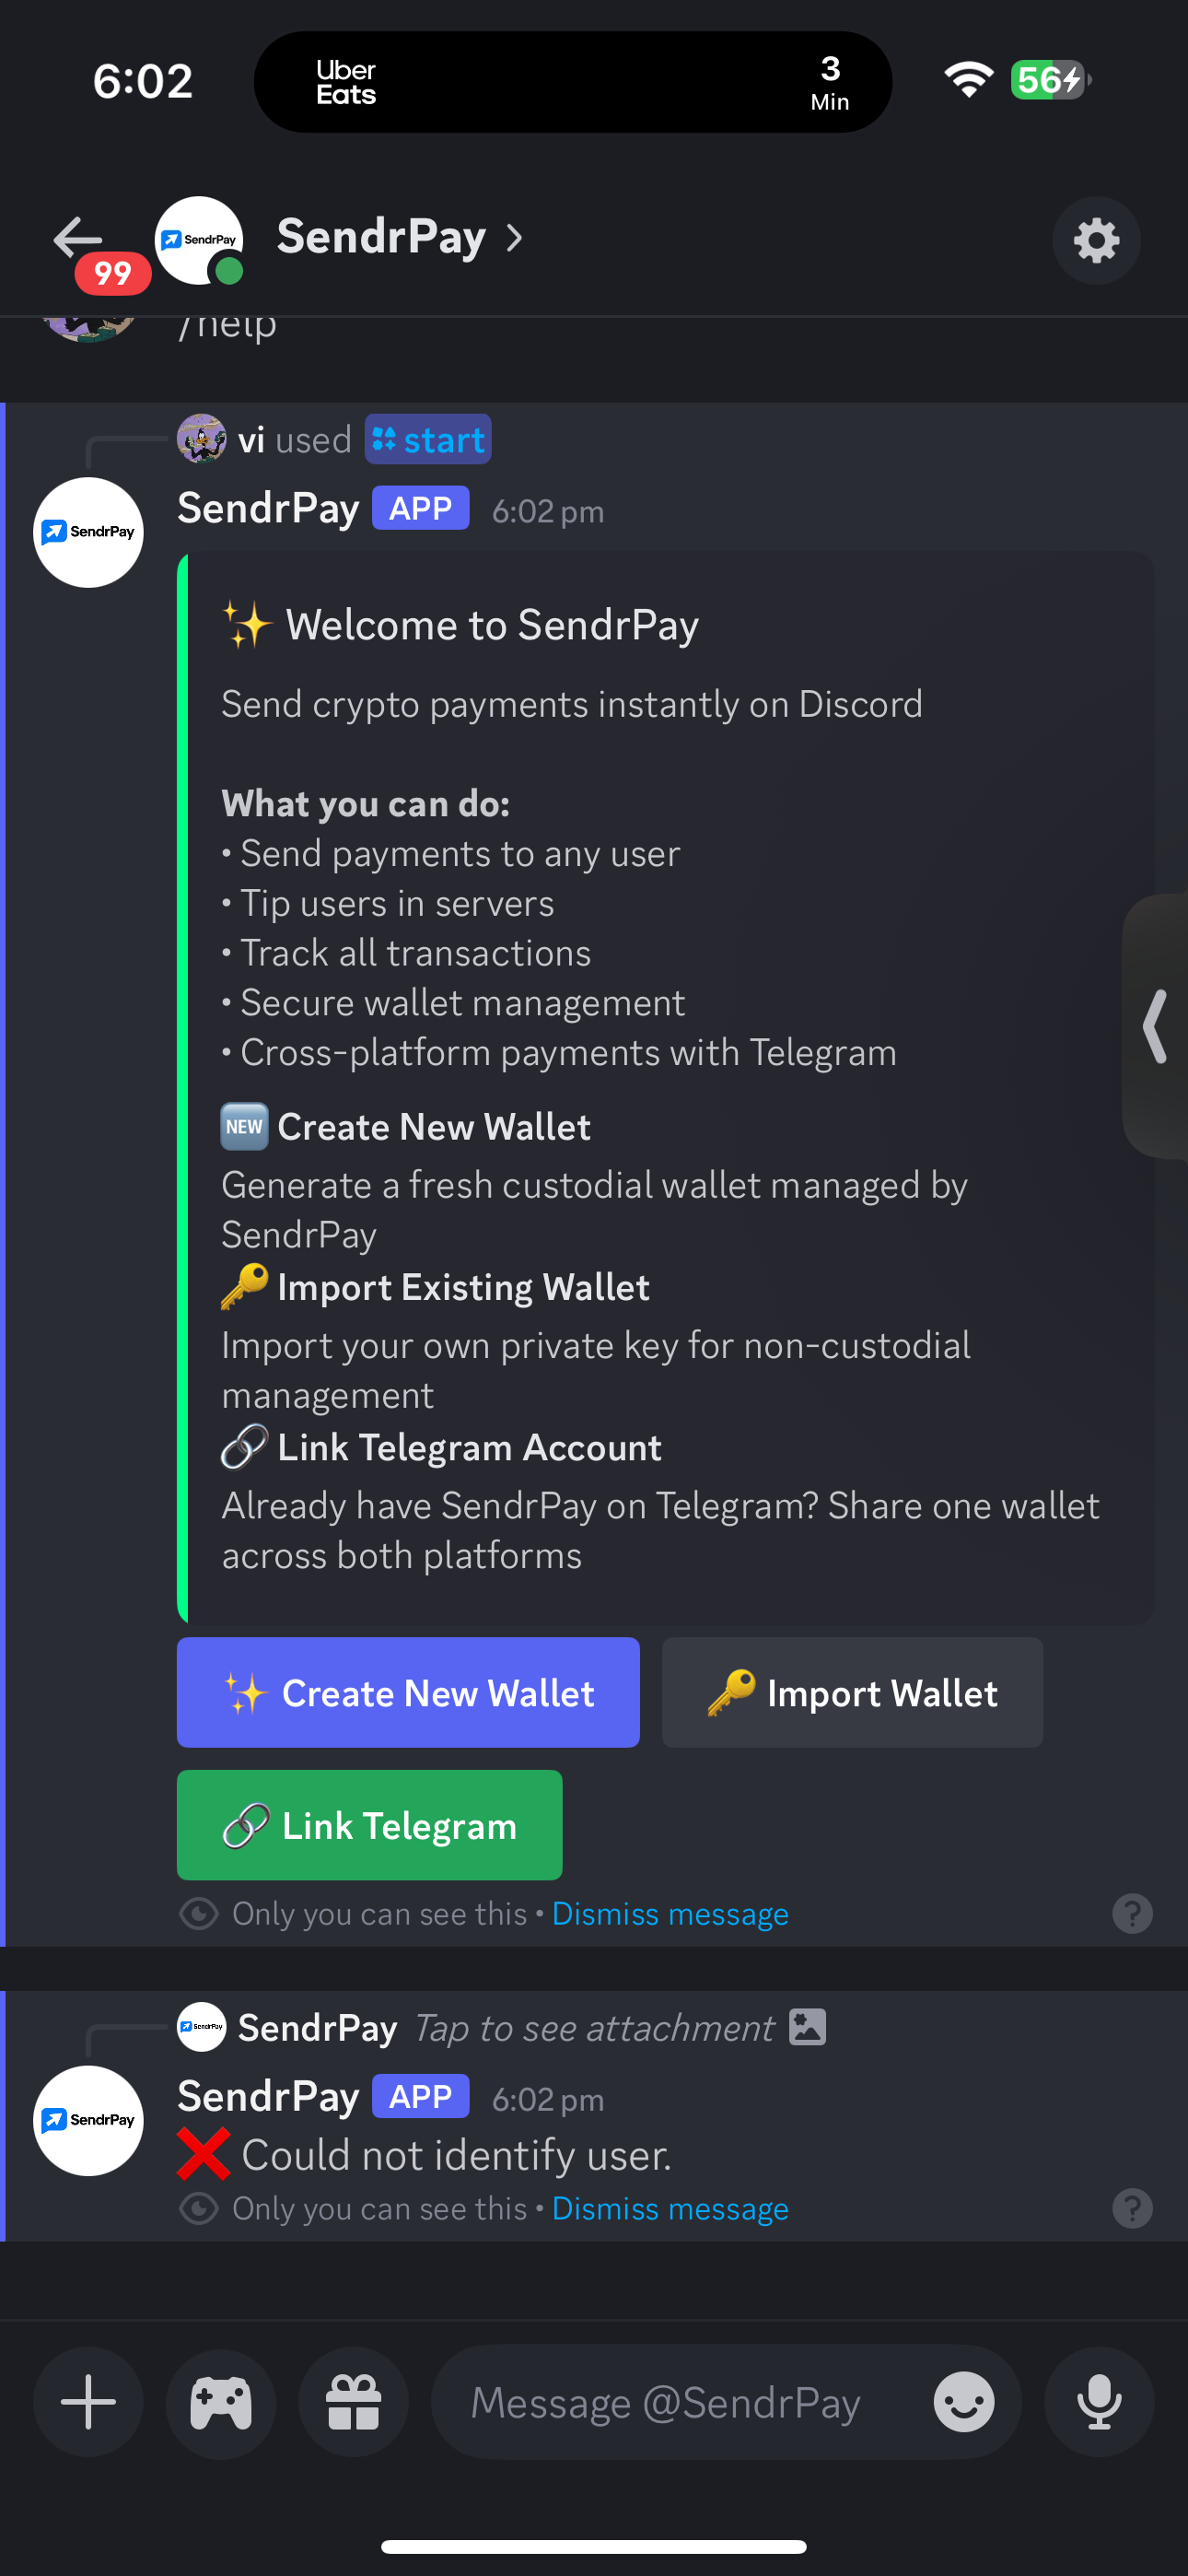 6:02
Uber
Eats
3
Min
56
99
SendrPay
SendrPay
/help
vi used start
SendrPay
SendrPay APP 6:02 pm
✨ Welcome to SendrPay
Send crypto payments instantly on Discord
What you can do:
• Send payments to any user
• Tip users in servers
• Track all transactions
• Secure wallet management
• Cross-platform payments with Telegram
🆕 Create New Wallet
Generate a fresh custodial wallet managed by
SendrPay
🔑 Import Existing Wallet
Import your own private key for non-custodial
management
🔗 Link Telegram Account
Already have SendrPay on Telegram? Share one wallet
across both platforms
✨ Create New Wallet
🔑 Import Wallet
🔗 Link Telegram
Only you can see this • Dismiss message
?
SendrPay
SendrPay Tap to see attachment
SendrPay
SendrPay APP 6:02 pm
❌ Could not identify user.
Only you can see this • Dismiss message
?
Message @SendrPay